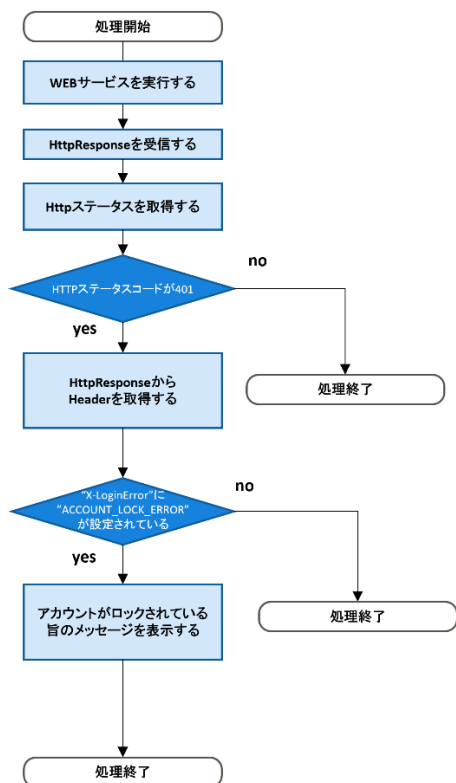 処理開始
WEBサービスを実行する
HttpResponseを受信する
Httpステータスを取得する
HTTPステータスコードが401
no
yes
処理終了
HttpResponseから
Headerを取得する
"X-LoginError"に
"ACCOUNT_LOCK_ERROR"
が設定されている
no
yes
処理終了
アカウントがロックされている
旨のメッセージを表示する
処理終了